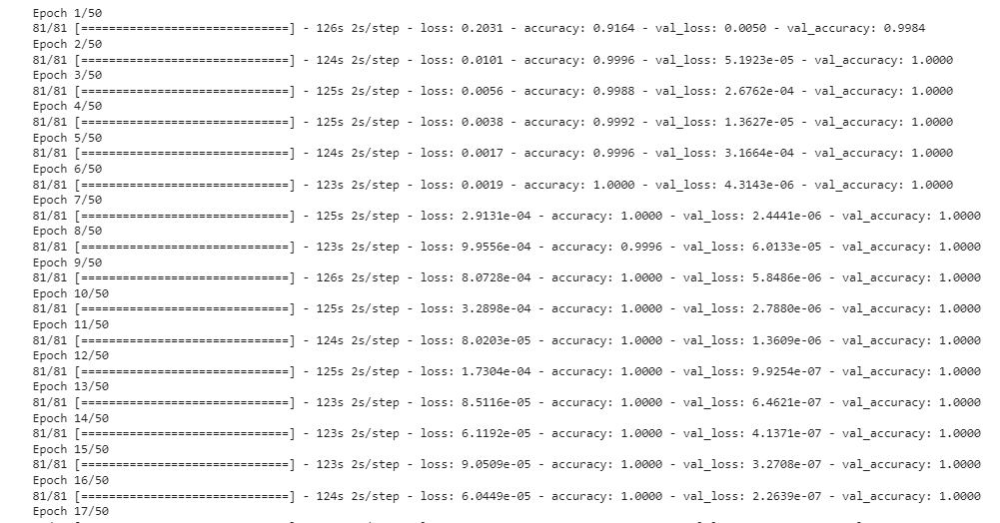 Epoch 1/50
81/81 [==============================] - 126s 2s/step - loss: 0.2031 - accuracy: 0.9164 - val_loss: 0.0050 - val_accuracy: 0.9984
Epoch 2/50
81/81 [==============================] - 124s 2s/step - loss: 0.0101 - accuracy: 0.9996 - val_loss: 5.1923e-05 - val_accuracy: 1.0000
Epoch 3/50
81/81 [==============================] - 125s 2s/step - loss: 0.0056 - accuracy: 0.9988 - val_loss: 2.6762e-04 - val_accuracy: 1.0000
Epoch 4/50
81/81 [==============================] - 125s 2s/step - loss: 0.0038 - accuracy: 0.9992 - val_loss: 1.3627e-05 - val_accuracy: 1.0000
Epoch 5/50
81/81 [==============================] - 124s 2s/step - loss: 0.0017 - accuracy: 0.9996 - val_loss: 3.1664e-04 - val_accuracy: 1.0000
Epoch 6/50
81/81 [==============================] - 123s 2s/step - loss: 0.0019 - accuracy: 1.0000 - val_loss: 4.3143e-06 - val_accuracy: 1.0000
Epoch 7/50
81/81 [==============================] - 125s 2s/step - loss: 2.9131e-04 - accuracy: 1.0000 - val_loss: 2.4441e-06 - val_accuracy: 1.0000
Epoch 8/50
81/81 [==============================] - 123s 2s/step - loss: 9.9556e-04 - accuracy: 0.9996 - val_loss: 6.0133e-05 - val_accuracy: 1.0000
Epoch 9/50
81/81 [==============================] - 126s 2s/step - loss: 8.0728e-04 - accuracy: 1.0000 - val_loss: 5.8486e-06 - val_accuracy: 1.0000
Epoch 10/50
81/81 [==============================] - 125s 2s/step - loss: 3.2898e-04 - accuracy: 1.0000 - val_loss: 2.7880e-06 - val_accuracy: 1.0000
Epoch 11/50
81/81 [==============================] - 124s 2s/step - loss: 8.0203e-05 - accuracy: 1.0000 - val_loss: 1.3609e-06 - val_accuracy: 1.0000
Epoch 12/50
81/81 [==============================] - 125s 2s/step - loss: 1.7304e-04 - accuracy: 1.0000 - val_loss: 9.9254e-07 - val_accuracy: 1.0000
Epoch 13/50
81/81 [==============================] - 123s 2s/step - loss: 8.5116e-05 - accuracy: 1.0000 - val_loss: 6.4621e-07 - val_accuracy: 1.0000
Epoch 14/50
81/81 [==============================] - 123s 2s/step - loss: 6.1192e-05 - accuracy: 1.0000 - val_loss: 4.1371e-07 - val_accuracy: 1.0000
Epoch 15/50
81/81 [==============================] - 123s 2s/step - loss: 9.0509e-05 - accuracy: 1.0000 - val_loss: 3.2708e-07 - val_accuracy: 1.0000
Epoch 16/50
81/81 [==============================] - 124s 2s/step - loss: 6.0449e-05 - accuracy: 1.0000 - val_loss: 2.2639e-07 - val_accuracy: 1.0000
Epoch 17/50